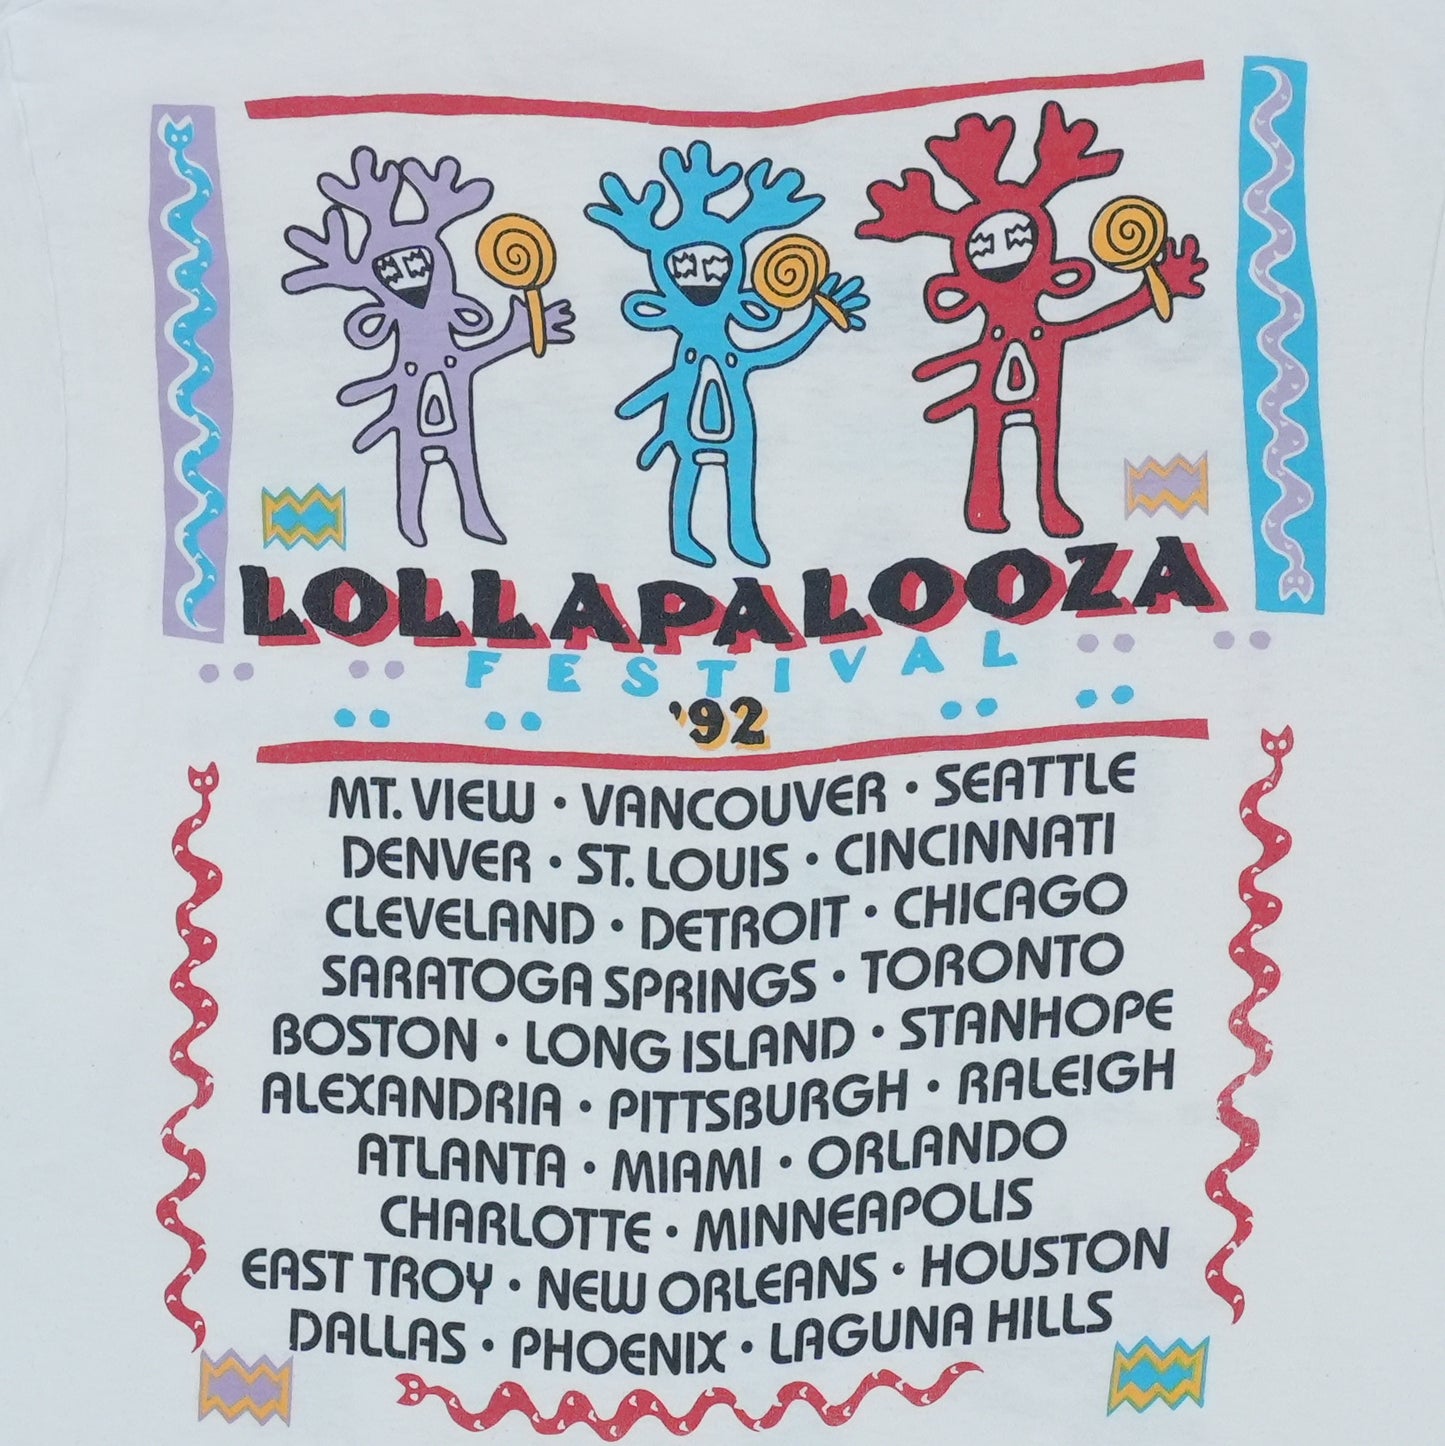 LOLLAPALOOZA
FESTIVAL
'92
MT. VIEW • VANCOUVER • SEATTLE
DENVER • ST. LOUIS • CINCINNATI
CLEVELAND • DETROIT • CHICAGO
SARATOGA SPRINGS • TORONTO
BOSTON • LONG ISLAND • STANHOPE
ALEXANDRIA • PITTSBURGH • RALEIGH
ATLANTA • MIAMI • ORLANDO
CHARLOTTE • MINNEAPOLIS
EAST TROY • NEW ORLEANS • HOUSTON
DALLAS • PHOENIX • LAGUNA HILLS